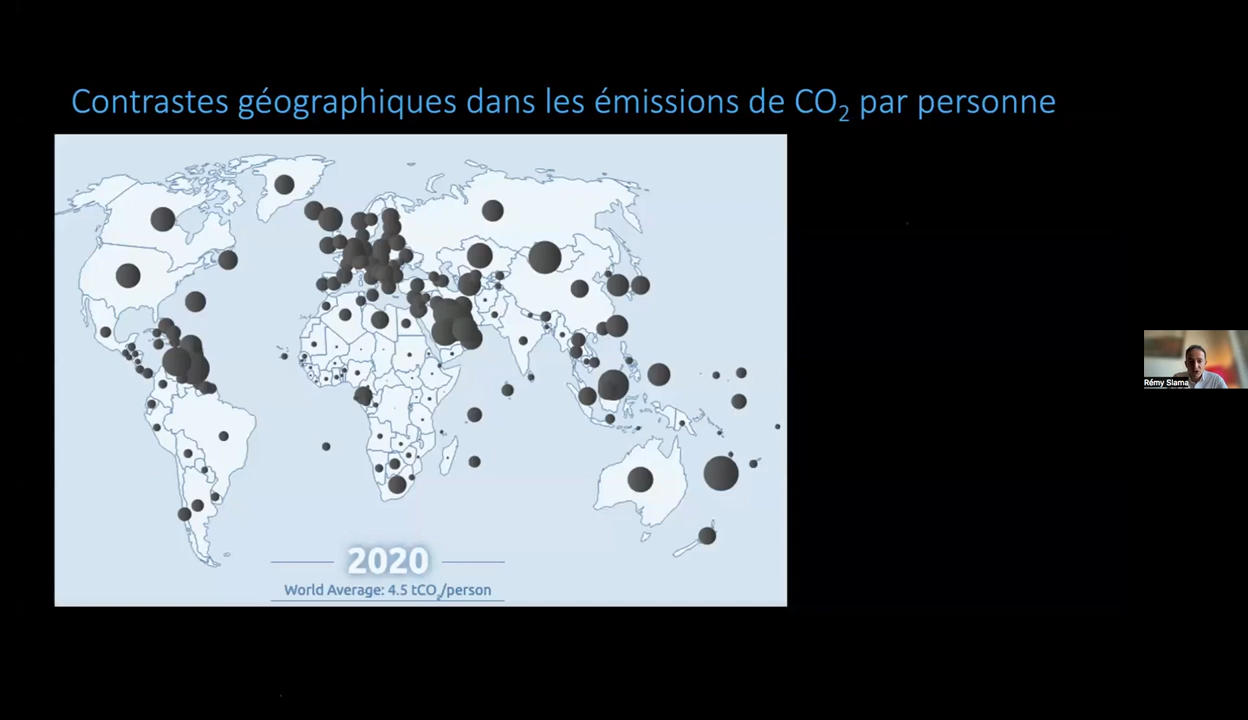 Contrastes géographiques dans les émissions de CO₂ par personne
2020
World Average: 4.5 tCO₂/person
Rémy Slama